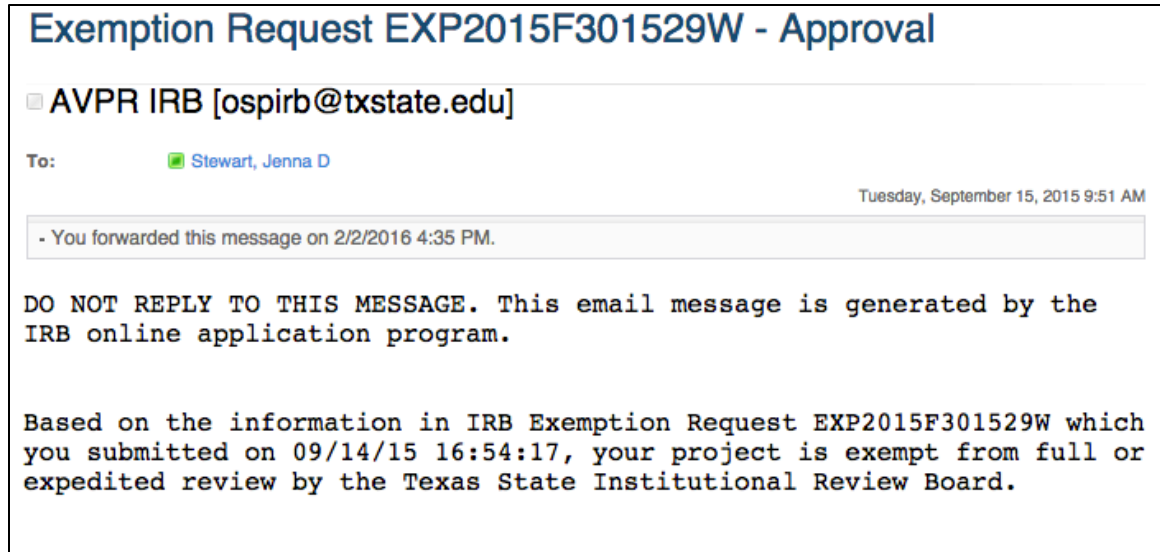 Exemption Request EXP2015F301529W - Approval
AVPR IRB [ospirb@txstate.edu]
To: Stewart, Jenna D
Tuesday, September 15, 2015 9:51 AM
- You forwarded this message on 2/2/2016 4:35 PM.
DO NOT REPLY TO THIS MESSAGE. This email message is generated by the
IRB online application program.
Based on the information in IRB Exemption Request EXP2015F301529W which
you submitted on 09/14/15 16:54:17, your project is exempt from full or
expedited review by the Texas State Institutional Review Board.